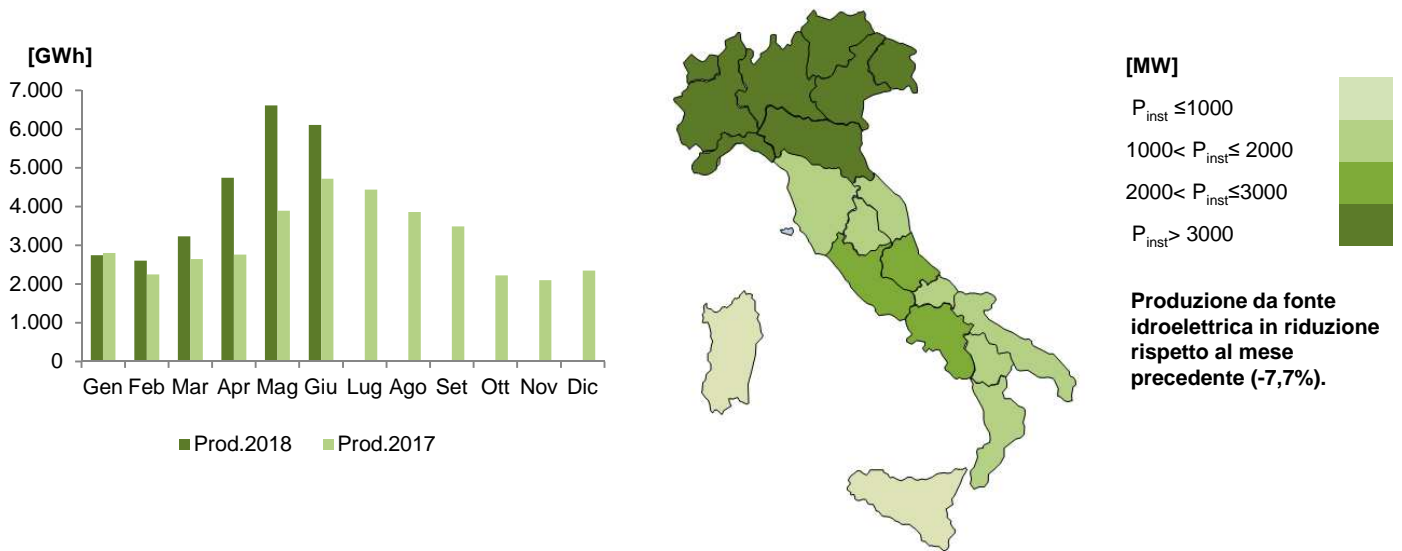 [GWh]
7.000
6.000
5.000
4.000
3.000
2.000
1.000
0
Gen Feb Mar Apr Mag Giu Lug Ago Set Ott Nov Dic
Prod.2018 Prod.2017
[MW]
Pinst ≤1000
1000< Pinst≤ 2000
2000< Pinst≤3000
Pinst> 3000
Produzione da fonte
idroelettrica in riduzione
rispetto al mese
precedente (-7,7%).